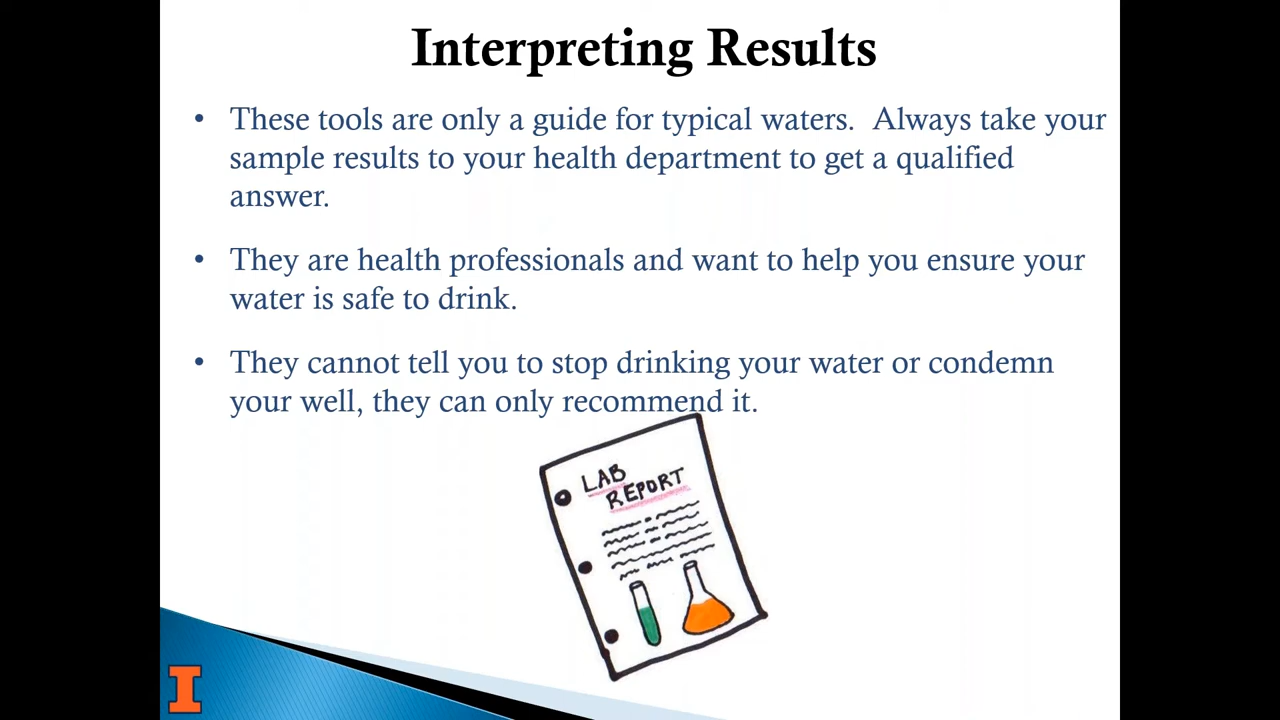 Interpreting Results
• These tools are only a guide for typical waters.  Always take your
sample results to your health department to get a qualified
answer.
• They are health professionals and want to help you ensure your
water is safe to drink.
• They cannot tell you to stop drinking your water or condemn
your well, they can only recommend it.
LAB
REPORT
I